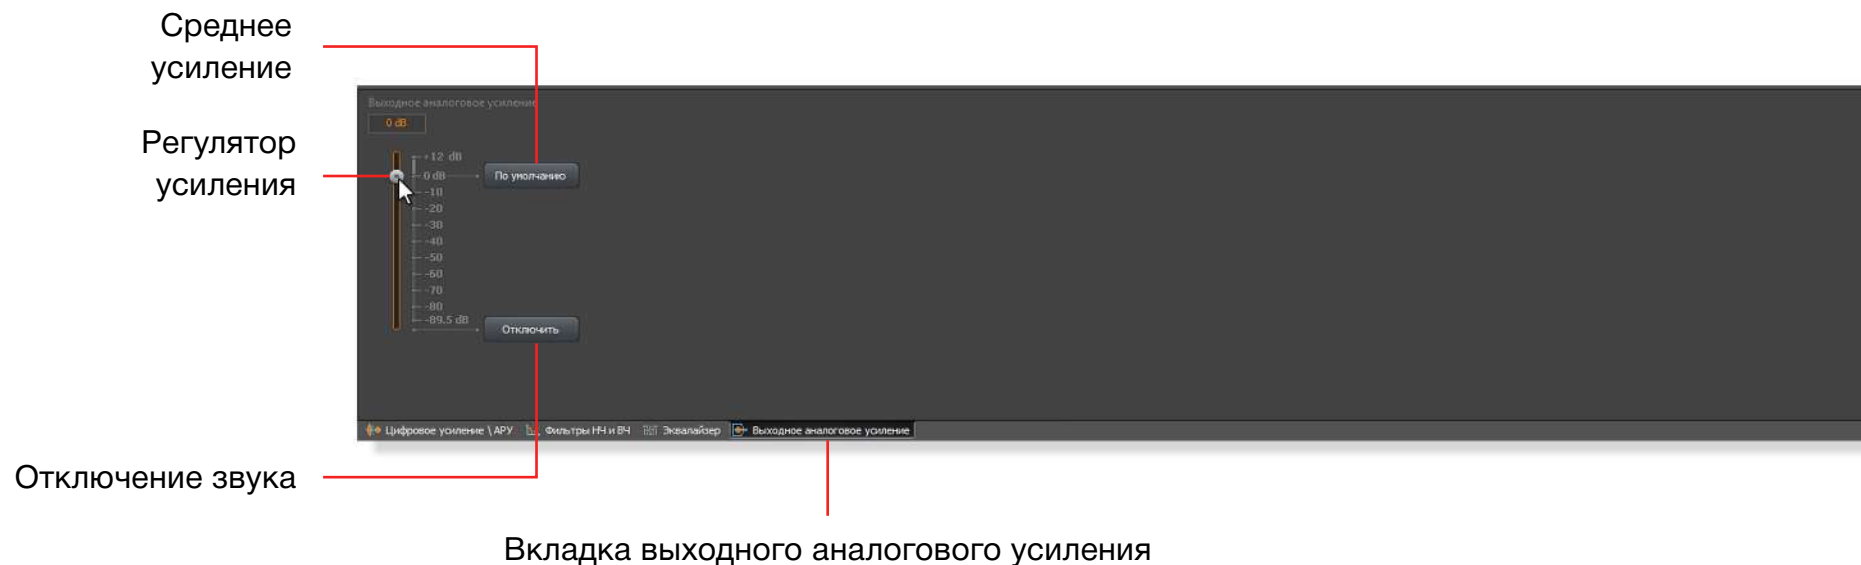 Среднее
усиление
Выходное аналоговое усиление
0 dB
Регулятор
усиления
+12 dB
0 dB
По умолчанию
-10
-20
-30
-40
-50
-60
-70
-80
-89.5 dB
Отключить
Цифровое усиление \ АРУ Фильтры НЧ и ВЧ Эквалайзер Выходное аналоговое усиление
Отключение звука
Вкладка выходного аналогового усиления